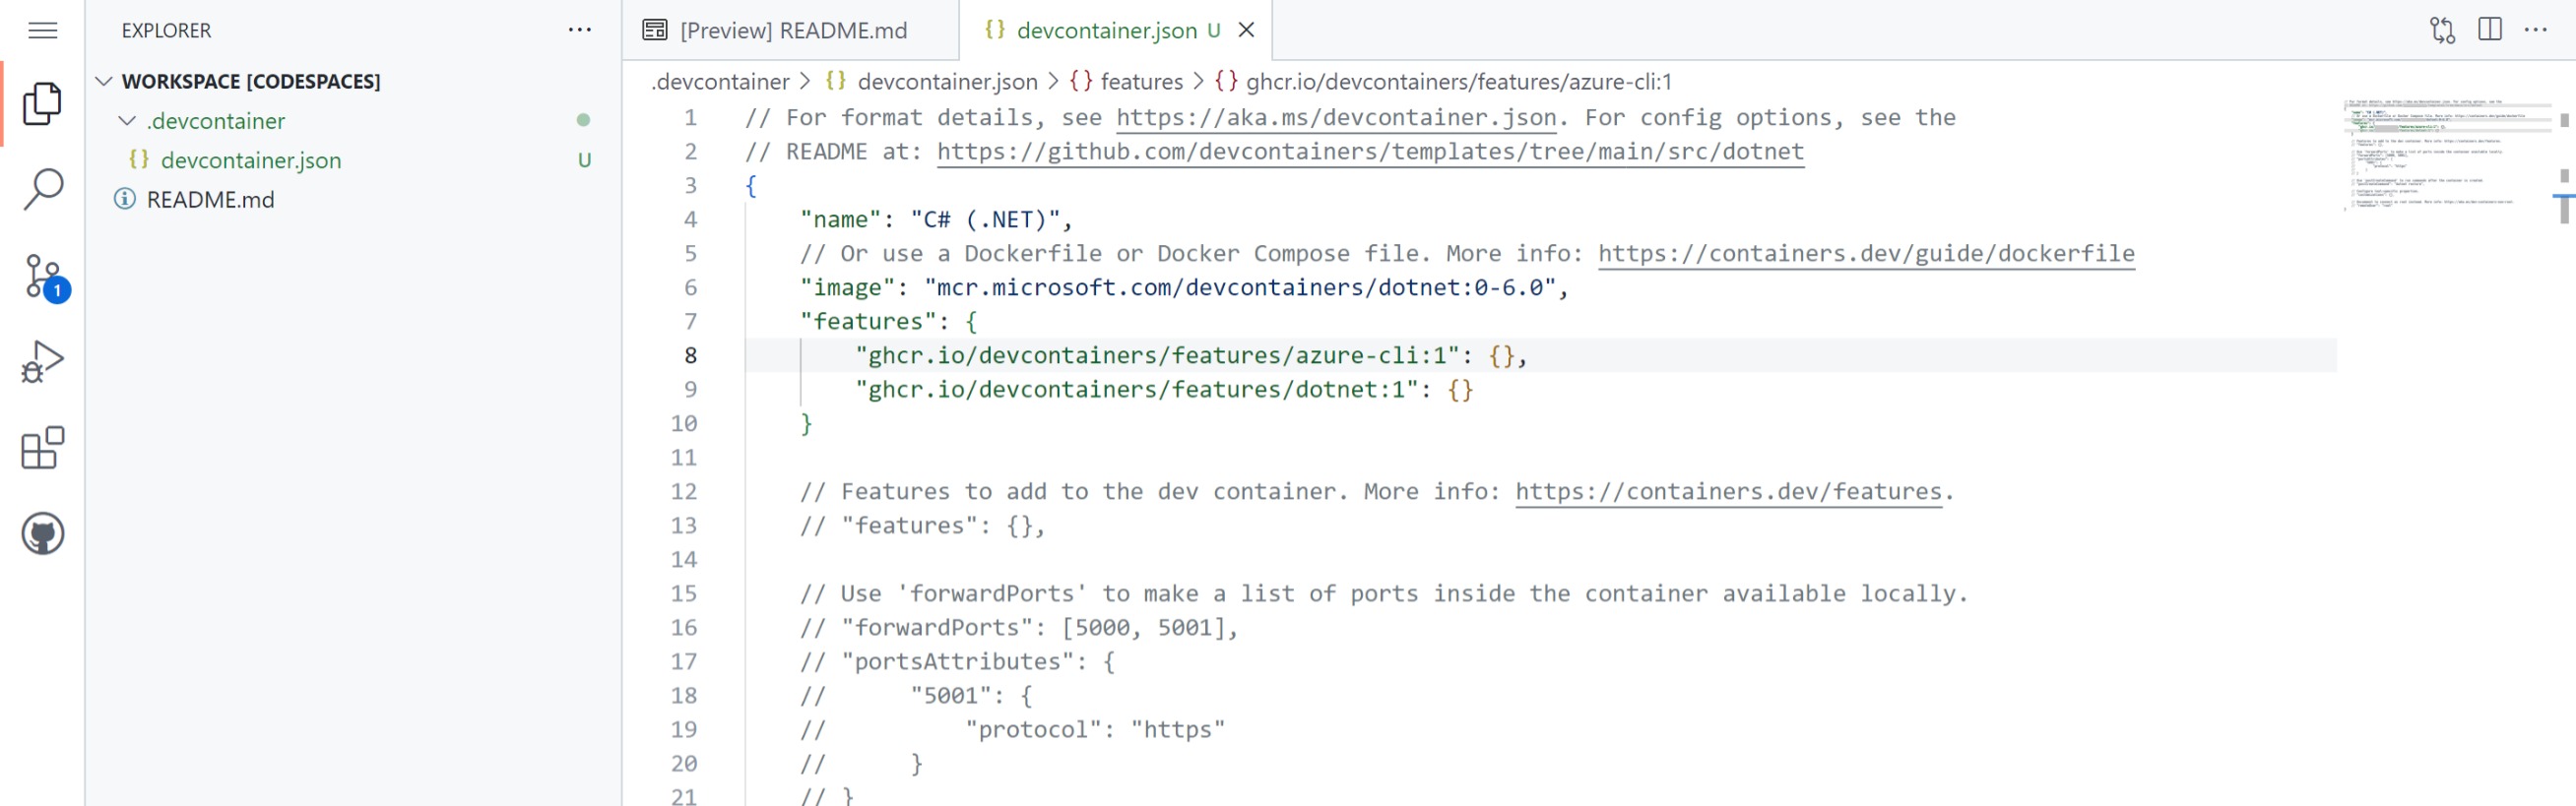 EXPLORER
···
WORKSPACE [CODESPACES]
.devcontainer
{} devcontainer.json U
README.md
1
[Preview] README.md
{} devcontainer.json U
···
.devcontainer > {} devcontainer.json > {} features > {} ghcr.io/devcontainers/features/azure-cli:1
1 // For format details, see https://aka.ms/devcontainer.json. For config options, see the
2 // README at: https://github.com/devcontainers/templates/tree/main/src/dotnet
3 {
4 "name": "C# (.NET)",
5 // Or use a Dockerfile or Docker Compose file. More info: https://containers.dev/guide/dockerfile
6 "image": "mcr.microsoft.com/devcontainers/dotnet:0-6.0",
7 "features": {
8 "ghcr.io/devcontainers/features/azure-cli:1": {},
9 "ghcr.io/devcontainers/features/dotnet:1": {}
10 }
11
12 // Features to add to the dev container. More info: https://containers.dev/features.
13 // "features": {},
14
15 // Use 'forwardPorts' to make a list of ports inside the container available locally.
16 // "forwardPorts": [5000, 5001],
17 // "portsAttributes": {
18 // "5001": {
19 // "protocol": "https"
20 // }
21 // }